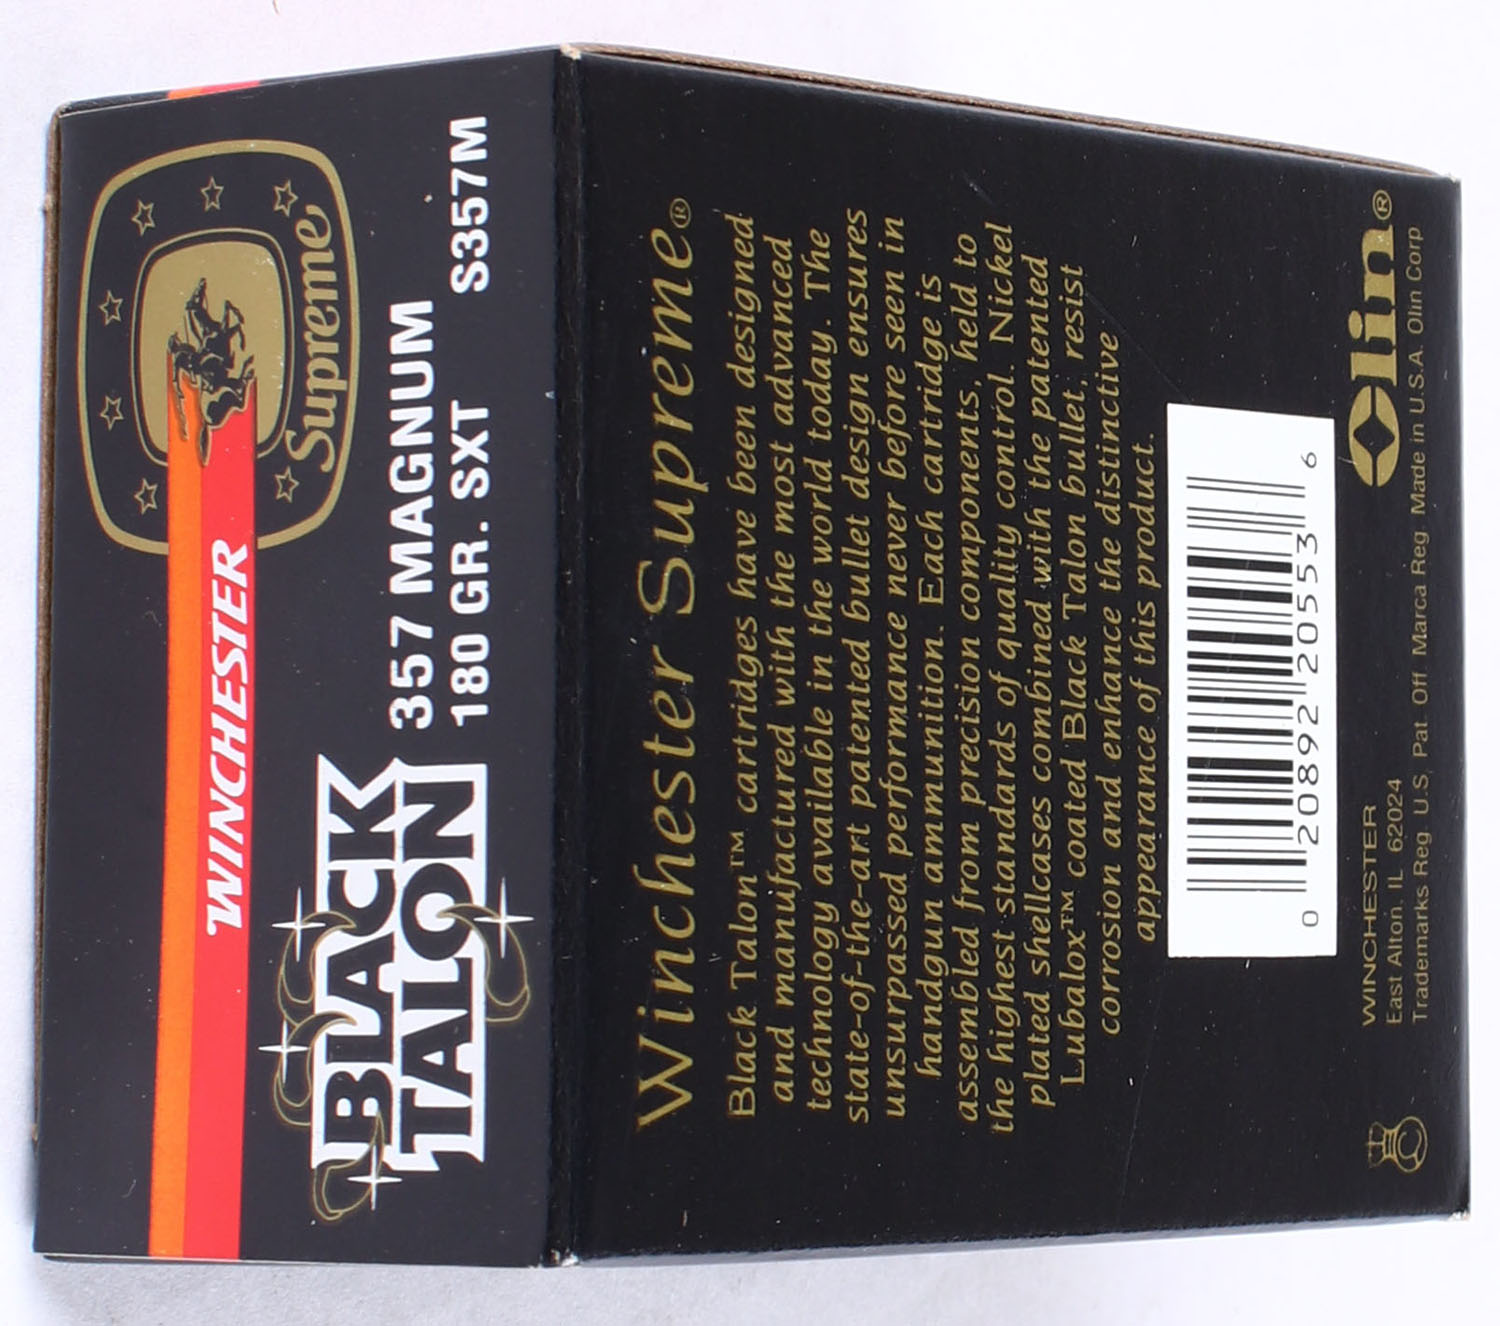 Supreme
WINCHESTER
BLACK
TALON
357 MAGNUM
180 GR. SXT S357M
Winchester Supreme®
Black Talon™ cartridges have been designed
and manufactured with the most advanced
technology available in the world today. The
state-of-the-art patented bullet design ensures
unsurpassed performance never before seen in
handgun ammunition. Each cartridge is
assembled from precision components, held to
the highest standards of quality control. Nickel
plated shellcases combined with the patented
Lubalox™ coated Black Talon bullet, resist
corrosion and enhance the distinctive
appearance of this product.
0 20892 20553 6
Olin®
WINCHESTER
East Alton, IL 62024
Trademarks Reg. U.S. Pat. Off. Marca Reg. Made in U.S.A. Olin Corp